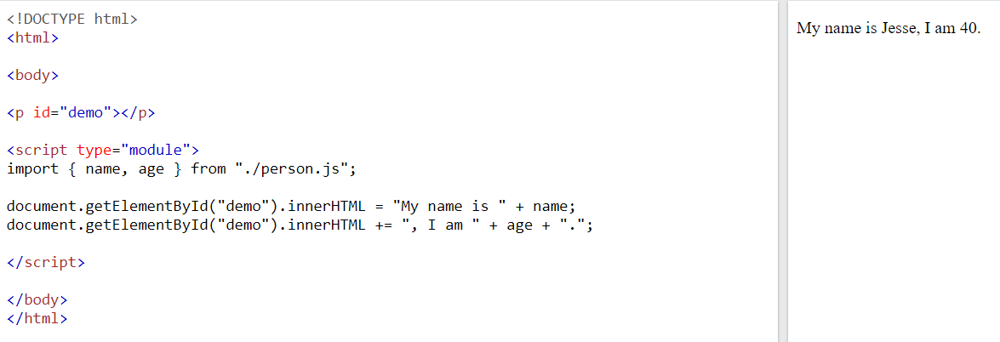 <!DOCTYPE html>
<html>
<body>
<p id="demo"></p>
<script type="module">
import { name, age } from "./person.js";
document.getElementById("demo").innerHTML = "My name is " + name;
document.getElementById("demo").innerHTML += ", I am " + age + ".";
</script>
</body>
</html>
My name is Jesse, I am 40.